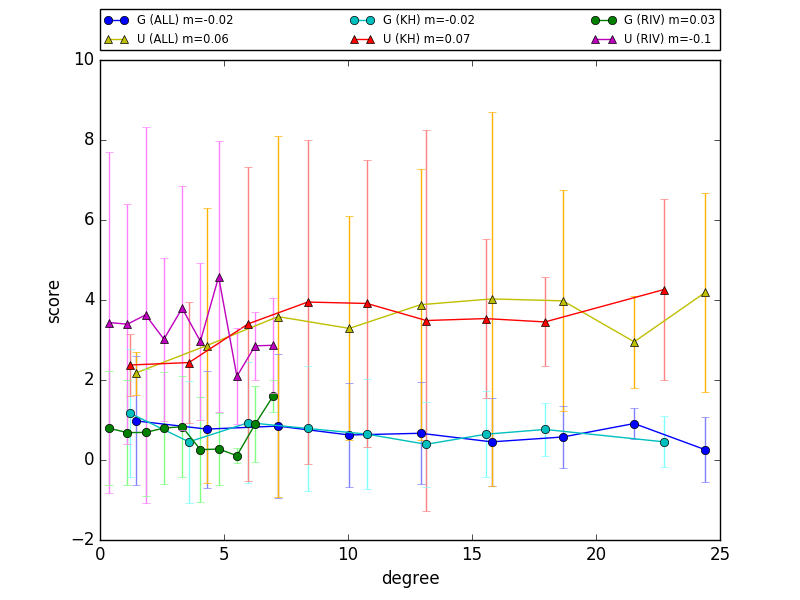 G (ALL) m=-0.02 G (KH) m=-0.02 G (RIV) m=0.03
U (ALL) m=0.06 U (KH) m=0.07 U (RIV) m=-0.1
10
8
6
4
2
0
−2
score
0 5 10 15 20 25
degree